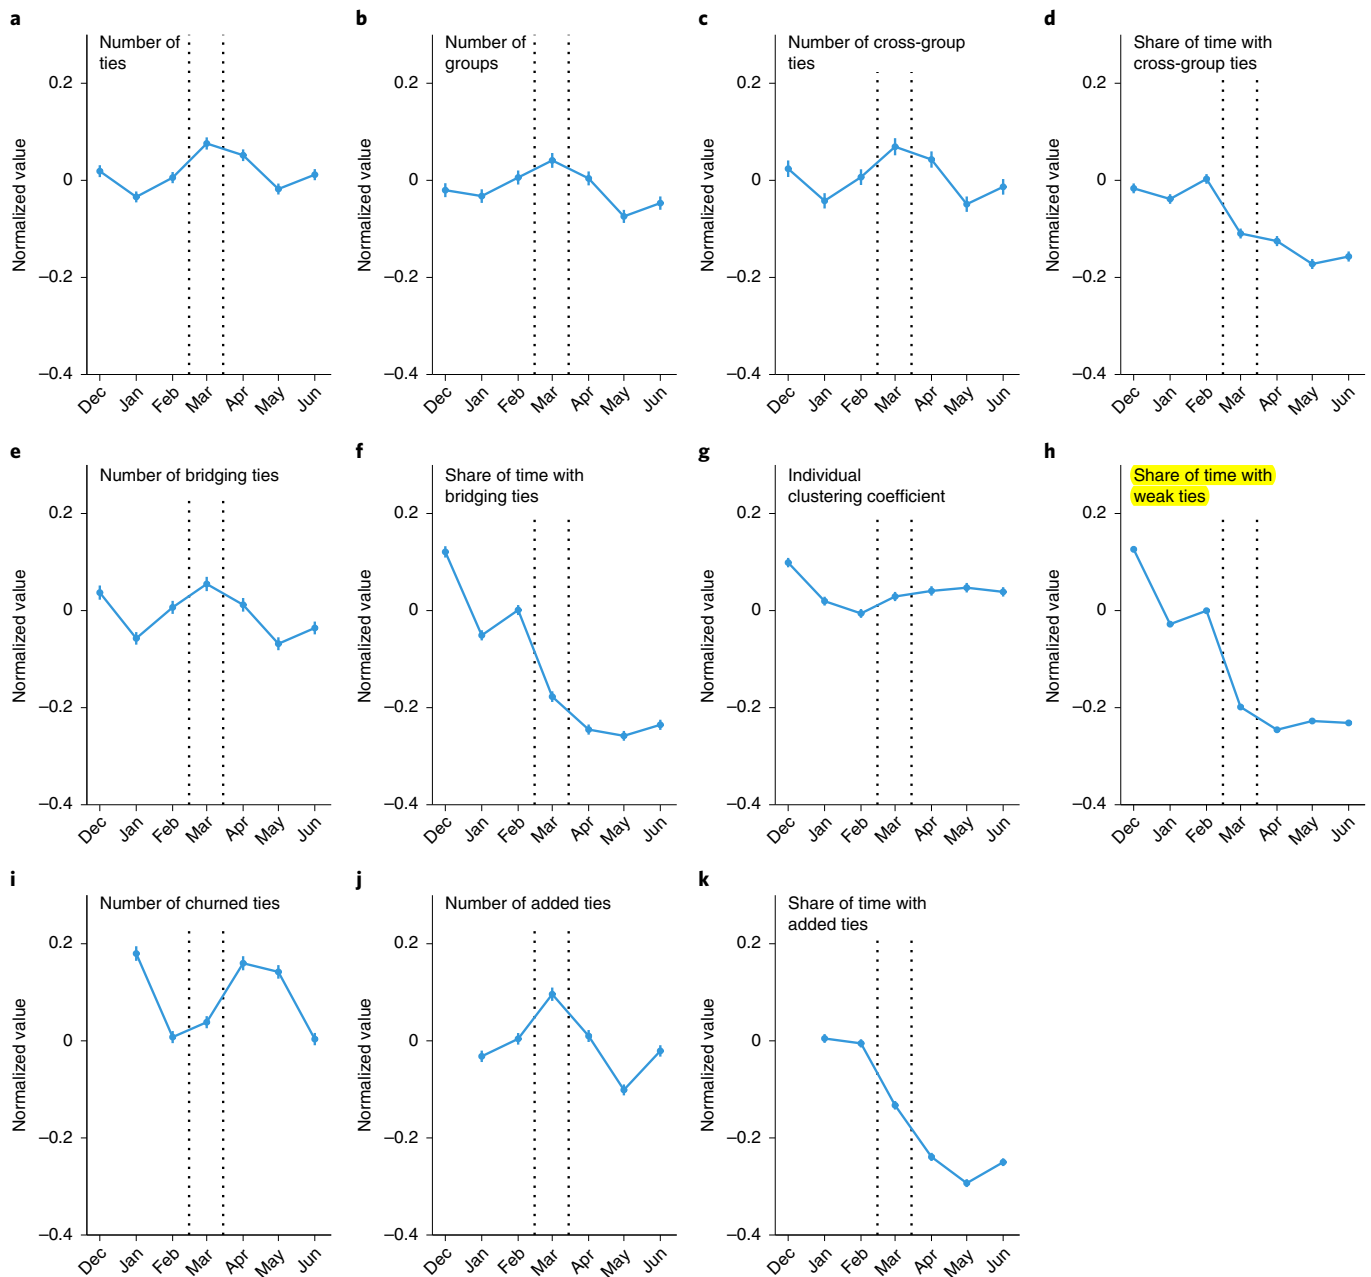 a
Number of
ties
Normalized value
0.2
0
–0.2
–0.4
Dec
Jan
Feb
Mar
Apr
May
Jun
b
Number of
groups
Normalized value
0.2
0
–0.2
–0.4
Dec
Jan
Feb
Mar
Apr
May
Jun
c
Number of cross-group
ties
Normalized value
0.2
0
–0.2
–0.4
Dec
Jan
Feb
Mar
Apr
May
Jun
d
Share of time with
cross-group ties
Normalized value
0.2
0
–0.2
–0.4
Dec
Jan
Feb
Mar
Apr
May
Jun
e
Number of bridging ties
Normalized value
0.2
0
–0.2
–0.4
Dec
Jan
Feb
Mar
Apr
May
Jun
f
Share of time with
bridging ties
Normalized value
0.2
0
–0.2
–0.4
Dec
Jan
Feb
Mar
Apr
May
Jun
g
Individual
clustering coefficient
Normalized value
0.2
0
–0.2
–0.4
Dec
Jan
Feb
Mar
Apr
May
Jun
h
Share of time with
weak ties
Normalized value
0.2
0
–0.2
–0.4
Dec
Jan
Feb
Mar
Apr
May
Jun
i
Number of churned ties
Normalized value
0.2
0
–0.2
–0.4
Dec
Jan
Feb
Mar
Apr
May
Jun
j
Number of added ties
Normalized value
0.2
0
–0.2
–0.4
Dec
Jan
Feb
Mar
Apr
May
Jun
k
Share of time with
added ties
Normalized value
0.2
0
–0.2
–0.4
Dec
Jan
Feb
Mar
Apr
May
Jun